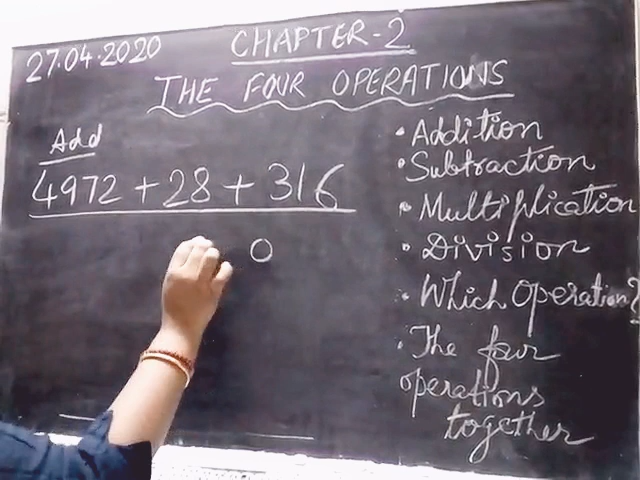 27.04.2020
CHAPTER-2
THE FOUR OPERATIONS
Add
4972 + 28 + 316
O
• Addition
• Subtraction
• Multiplication
• Division
• Which Operation?
• The four
operations
together